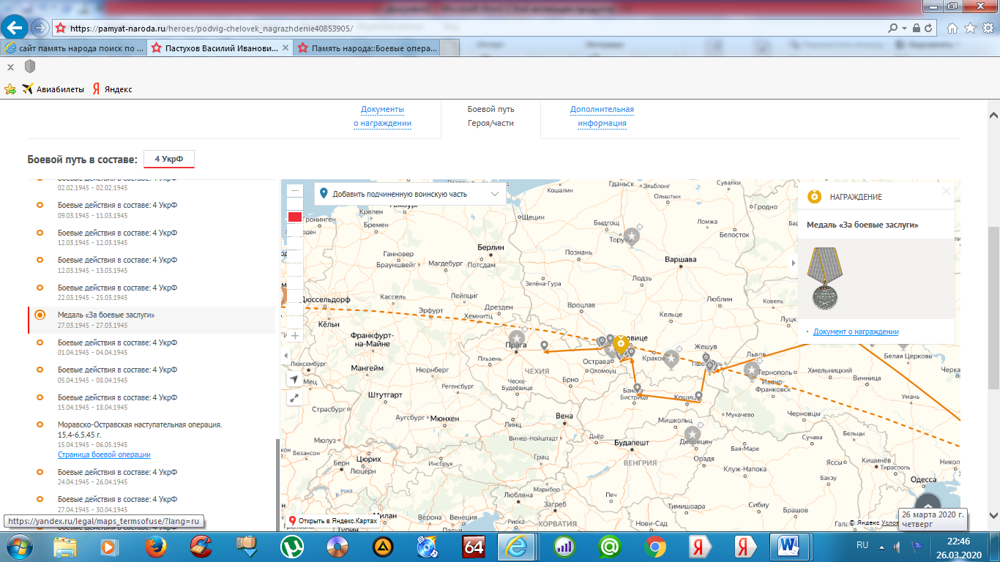 https://pamyat-naroda.ru/heroes/podvig-chelovek_nagrazhdenie40853905/
сайт память народа поиск по ...
Пастухов Василий Иванови...
Память народа::Боевые опера...
Авиабилеты
Яндекс
Документы
о награждении
Боевой путь
Героя/части
Дополнительная
информация
Боевой путь в составе:
4 УкрФ
Боевые действия в составе: 4 УкрФ
02.02.1945 - 02.02.1945
Боевые действия в составе: 4 УкрФ
09.03.1945 - 11.03.1945
Боевые действия в составе: 4 УкрФ
12.03.1945 - 12.03.1945
Боевые действия в составе: 4 УкрФ
12.03.1945 - 13.03.1945
Боевые действия в составе: 4 УкрФ
22.03.1945 - 25.03.1945
Медаль «За боевые заслуги»
27.03.1945 - 27.03.1945
Боевые действия в составе: 4 УкрФ
01.04.1945 - 04.04.1945
Боевые действия в составе: 4 УкрФ
05.04.1945 - 08.04.1945
Боевые действия в составе: 4 УкрФ
15.04.1945 - 18.04.1945
Моравско-Остравская наступательная операция.
15.4-6.5.45 г.
15.04.1945 - 06.05.1945
Страница боевой операции
Боевые действия в составе: 4 УкрФ
24.04.1945 - 26.04.1945
Боевые действия в составе: 4 УкрФ
27.04.1945 - 30.04.1945
https://yandex.ru/legal/maps_termsofuse/?lang=ru
Добавить подчиненную воинскую часть
НАГРАЖДЕНИЕ
Медаль «За боевые заслуги»
Документ о награждении
Кошалин
Гданьск
Эльблонг
Сувалки
Ольштын
Гродно
Крелен
Гронинген
Бремен
Щецин
Быдгощ
Торунь
Ломжа
Белосток
Берлин
Ганновер
Брауншвейг
Магдебург
Потсдам
Познань
Варшава
Зелёна-Гура
Лодзь
Кассель
Лейпциг
Дюссельдорф
Эрфурт
Хемниц
Дрезден
Вроцлав
Люблин
Ковель
Кельце
Луцк
Кёльн
Франкфурт-
на-Майне
Прага
Пльзень
Острава
Оломоуц
Краков
Жешув
Львов
Белая Церковь
Люксембург
Мец
Мангейм
Нюрнберг
ЧЕХИЯ
Брно
Тернополь
Хмельницкий
Винница
Ивано-
Франковск
Регенсбург
Ческе-
Будеёвице
Банска-
Бистрица
Кошице
Умань
Страсбург
Штутгарт
Аугсбург
Мюнхен
Линц
Вена
Мишкольц
Мукачево
Черновцы
Мюлуз
Винер-Нойштадт
Дьёр
Будапешт
Дебрецен
Сучава
Бельцы
Безансон
Берн
Цюрих
Люцерн
Инсбрук
Грац
ВЕНГРИЯ
Орадя
Бая-Маре
Клуж-Напока
Яссы
Кишинёв
Тирасполь
Одесса
Бакэу
Марибор
Любляна
Загреб
Печ
Тимишоара
Сибиу
Брашов
Милан
Турин
ХОРВАТИЯ
Нови-Сад
Открыть в Яндекс.Картах
© Яндекс
26 марта 2020 г.
четверг
64
RU
22:46
26.03.2020